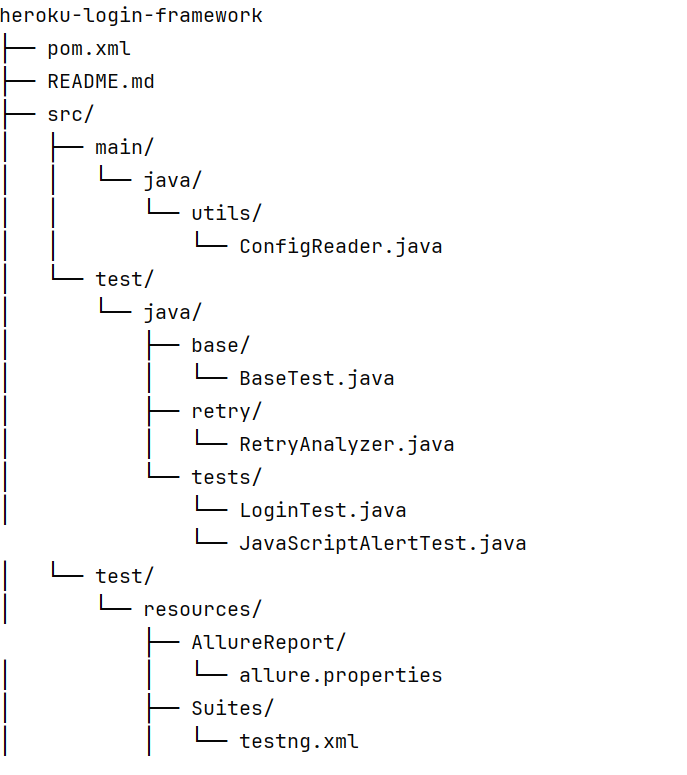 heroku-login-framework
├── pom.xml
├── README.md
├── src/
│   ├── main/
│   │   └── java/
│   │       └── utils/
│   │           └── ConfigReader.java
│   └── test/
│       └── java/
│           ├── base/
│           │   └── BaseTest.java
│           ├── retry/
│           │   └── RetryAnalyzer.java
│           └── tests/
│               └── LoginTest.java
                └── JavaScriptAlertTest.java
│   └── test/
│       └── resources/
            ├── AllureReport/
│           │   └── allure.properties
│           ├── Suites/
│           │   └── testng.xml